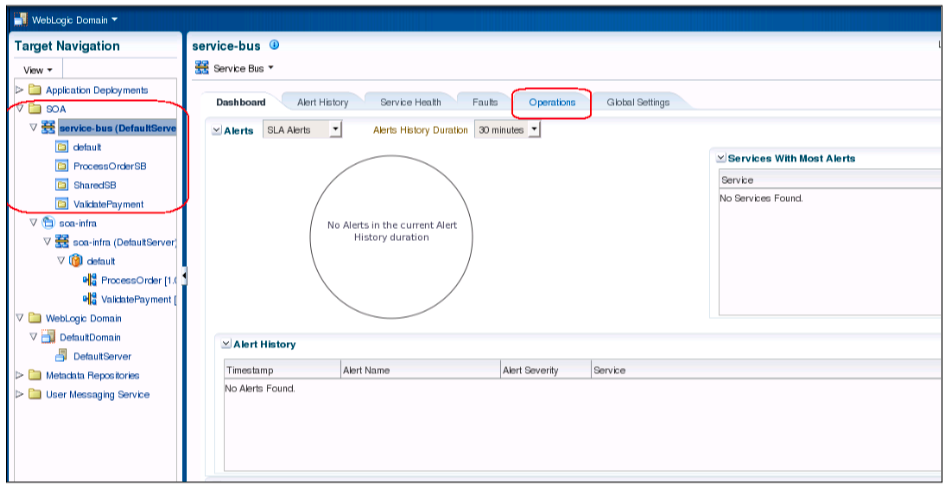 WebLogic Domain
Target Navigation
View
Application Deployments
SOA
service-bus (DefaultServe
default
ProcessOrderSB
SharedSB
ValidatePayment
soa-infra
soa-infra (DefaultServer)
default
ProcessOrder [1.0
ValidatePayment [
WebLogic Domain
DefaultDomain
DefaultServer
Metadata Repositories
User Messaging Service
service-bus
Service Bus
Dashboard Alert History Service Health Faults Operations Global Settings
Alerts SLA Alerts Alerts History Duration 30 minutes
No Alerts in the current Alert
History duration
Services With Most Alerts
Service
No Services Found.
Alert History
Timestamp Alert Name Alert Severity Service
No Alerts Found.